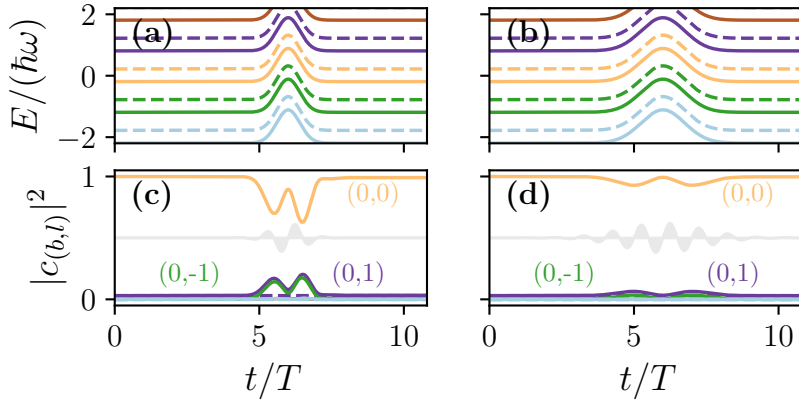 2
0
−2
E/(ħω)
(a)
(b)
1
0
|c(b,l)|²
(c)
(0,0)
(0,-1)
(0,1)
(d)
(0,0)
(0,-1)
(0,1)
0
5
10
0
5
10
t/T
t/T